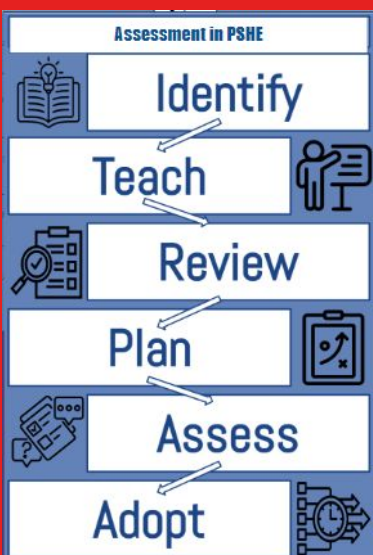 Assessment in PSHE
Identify
Teach
Review
Plan
Assess
Adopt